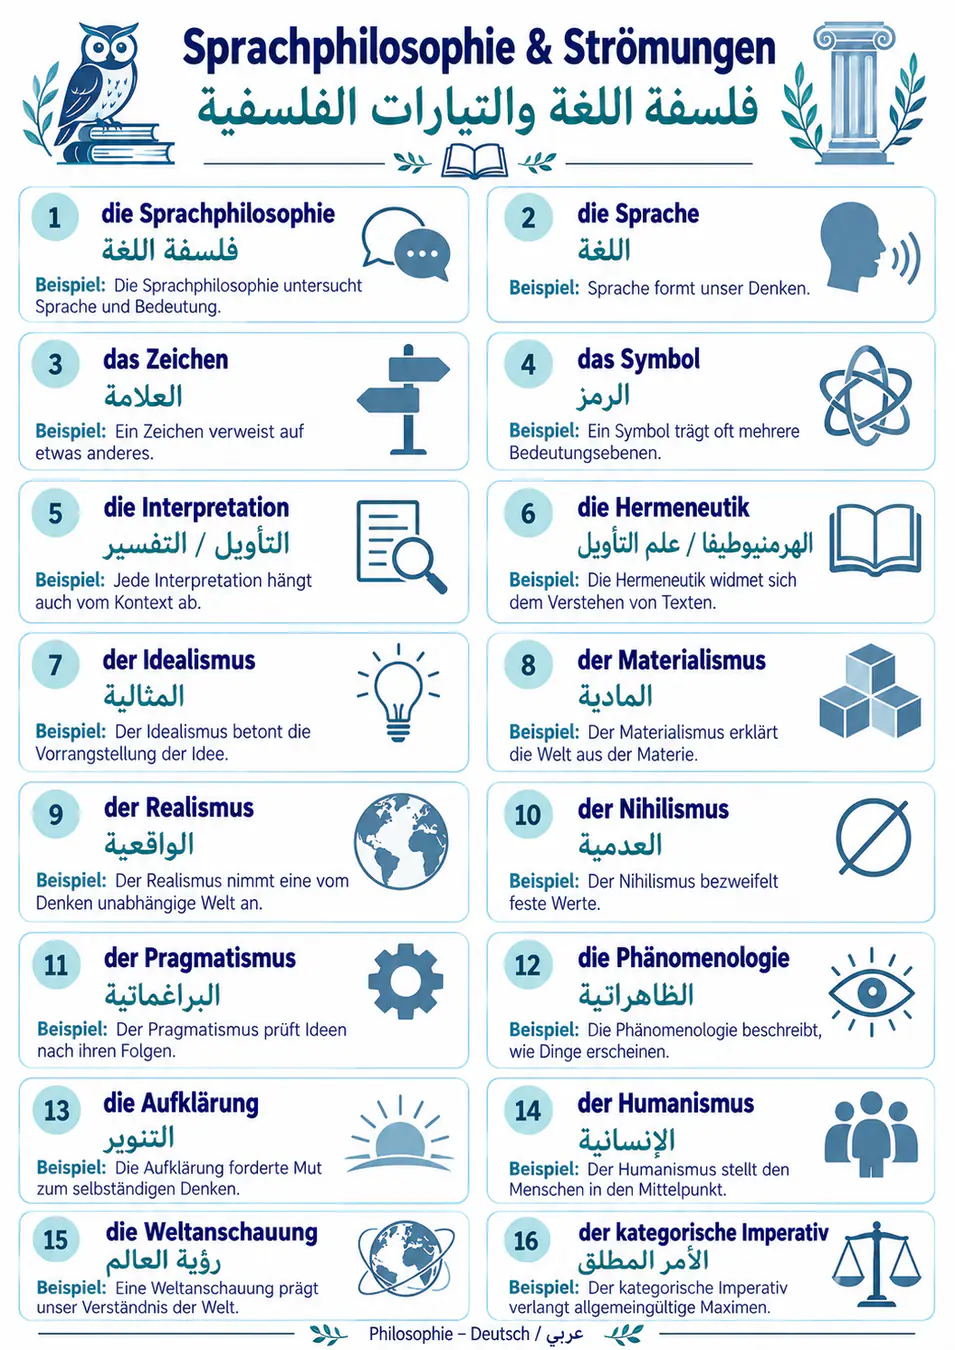 Sprachphilosophie & Strömungen
فلسفة اللغة والتيارات الفلسفية
1
die Sprachphilosophie
فلسفة اللغة
Beispiel: Die Sprachphilosophie untersucht
Sprache und Bedeutung.
2
die Sprache
اللغة
Beispiel: Sprache formt unser Denken.
3
das Zeichen
العلامة
Beispiel: Ein Zeichen verweist auf
etwas anderes.
4
das Symbol
الرمز
Beispiel: Ein Symbol trägt oft mehrere
Bedeutungsebenen.
5
die Interpretation
التأويل / التفسير
Beispiel: Jede Interpretation hängt
auch vom Kontext ab.
6
die Hermeneutik
الهرمنيوطيفا / علم التأويل
Beispiel: Die Hermeneutik widmet sich
dem Verstehen von Texten.
7
der Idealismus
المثالية
Beispiel: Der Idealismus betont die
Vorrangstellung der Idee.
8
der Materialismus
المادية
Beispiel: Der Materialismus erklärt
die Welt aus der Materie.
9
der Realismus
الواقعية
Beispiel: Der Realismus nimmt eine vom
Denken unabhängige Welt an.
10
der Nihilismus
العدمية
Beispiel: Der Nihilismus bezweifelt
feste Werte.
11
der Pragmatismus
البراغماتية
Beispiel: Der Pragmatismus prüft Ideen
nach ihren Folgen.
12
die Phänomenologie
الظاهراتية
Beispiel: Die Phänomenologie beschreibt,
wie Dinge erscheinen.
13
die Aufklärung
التنوير
Beispiel: Die Aufklärung forderte Mut
zum selbständigen Denken.
14
der Humanismus
الإنسانية
Beispiel: Der Humanismus stellt den
Menschen in den Mittelpunkt.
15
die Weltanschauung
رؤية العالم
Beispiel: Eine Weltanschauung prägt
unser Verständnis der Welt.
16
der kategorische Imperativ
الأمر المطلق
Beispiel: Der kategorische Imperativ
verlangt allgemeingültige Maximen.
Philosophie – Deutsch / عربي